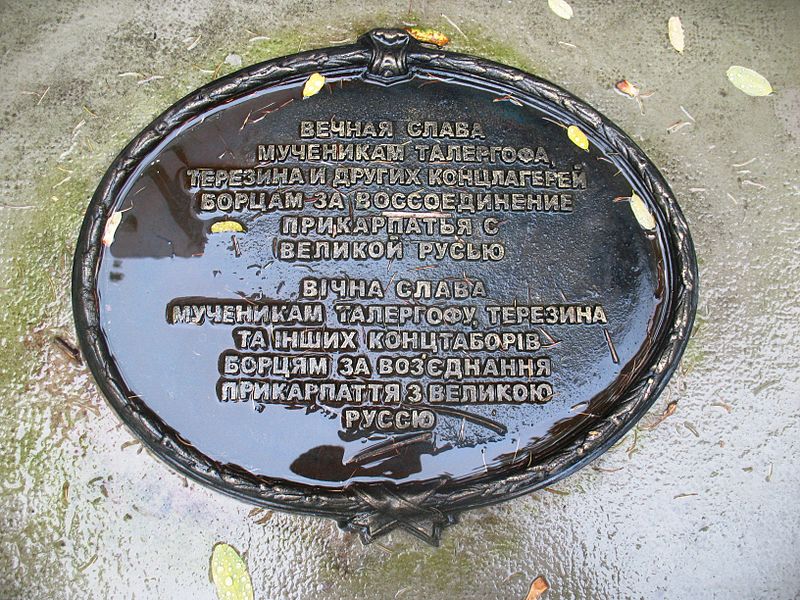 ВЕЧНАЯ СЛАВА
МУЧЕНИКАМ ТАЛЕРГОФА,
ТЕРЕЗИНА И ДРУГИХ КОНЦЛАГЕРЕЙ
БОРЦАМ ЗА ВОССОЕДИНЕНИЕ
ПРИКАРПАТЬЯ С
ВЕЛИКОЙ РУСЬЮ
ВІЧНА СЛАВА
МУЧЕНИКАМ ТАЛЕРГОФУ, ТЕРЕЗИНА
ТА ІНШИХ КОНЦТАБОРІВ
БОРЦЯМ ЗА ВОЗ'ЄДНАННЯ
ПРИКАРПАТТЯ З ВЕЛИКОЮ
РУССЮ